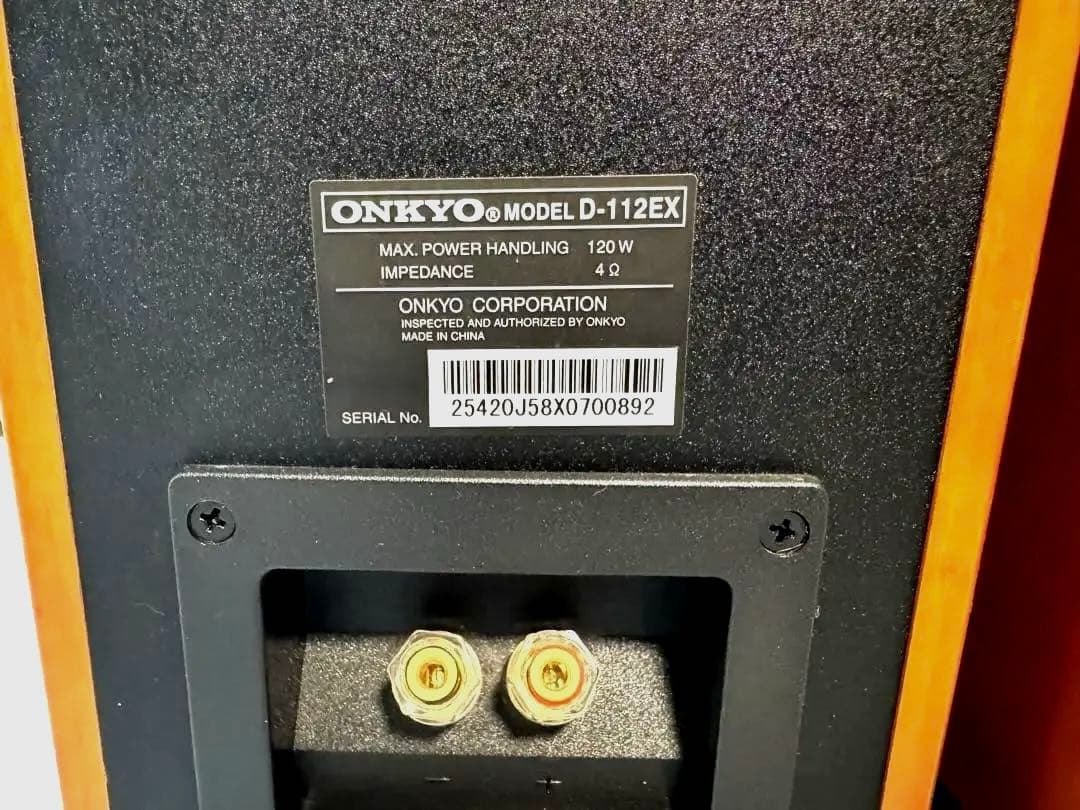 ONKYO® MODEL D-112EX
MAX. POWER HANDLING 120 W
IMPEDANCE 4 Ω
ONKYO CORPORATION
INSPECTED AND AUTHORIZED BY ONKYO
MADE IN CHINA
SERIAL No. 25420J58X0700892
− +